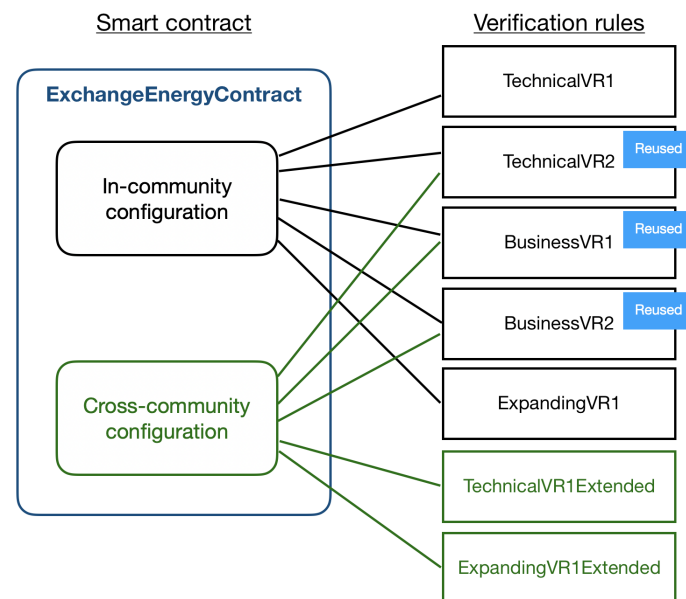 Smart contract
Verification rules
ExchangeEnergyContract
In-community
configuration
Cross-community
configuration
TechnicalVR1
TechnicalVR2
Reused
BusinessVR1
Reused
BusinessVR2
Reused
ExpandingVR1
TechnicalVR1Extended
ExpandingVR1Extended